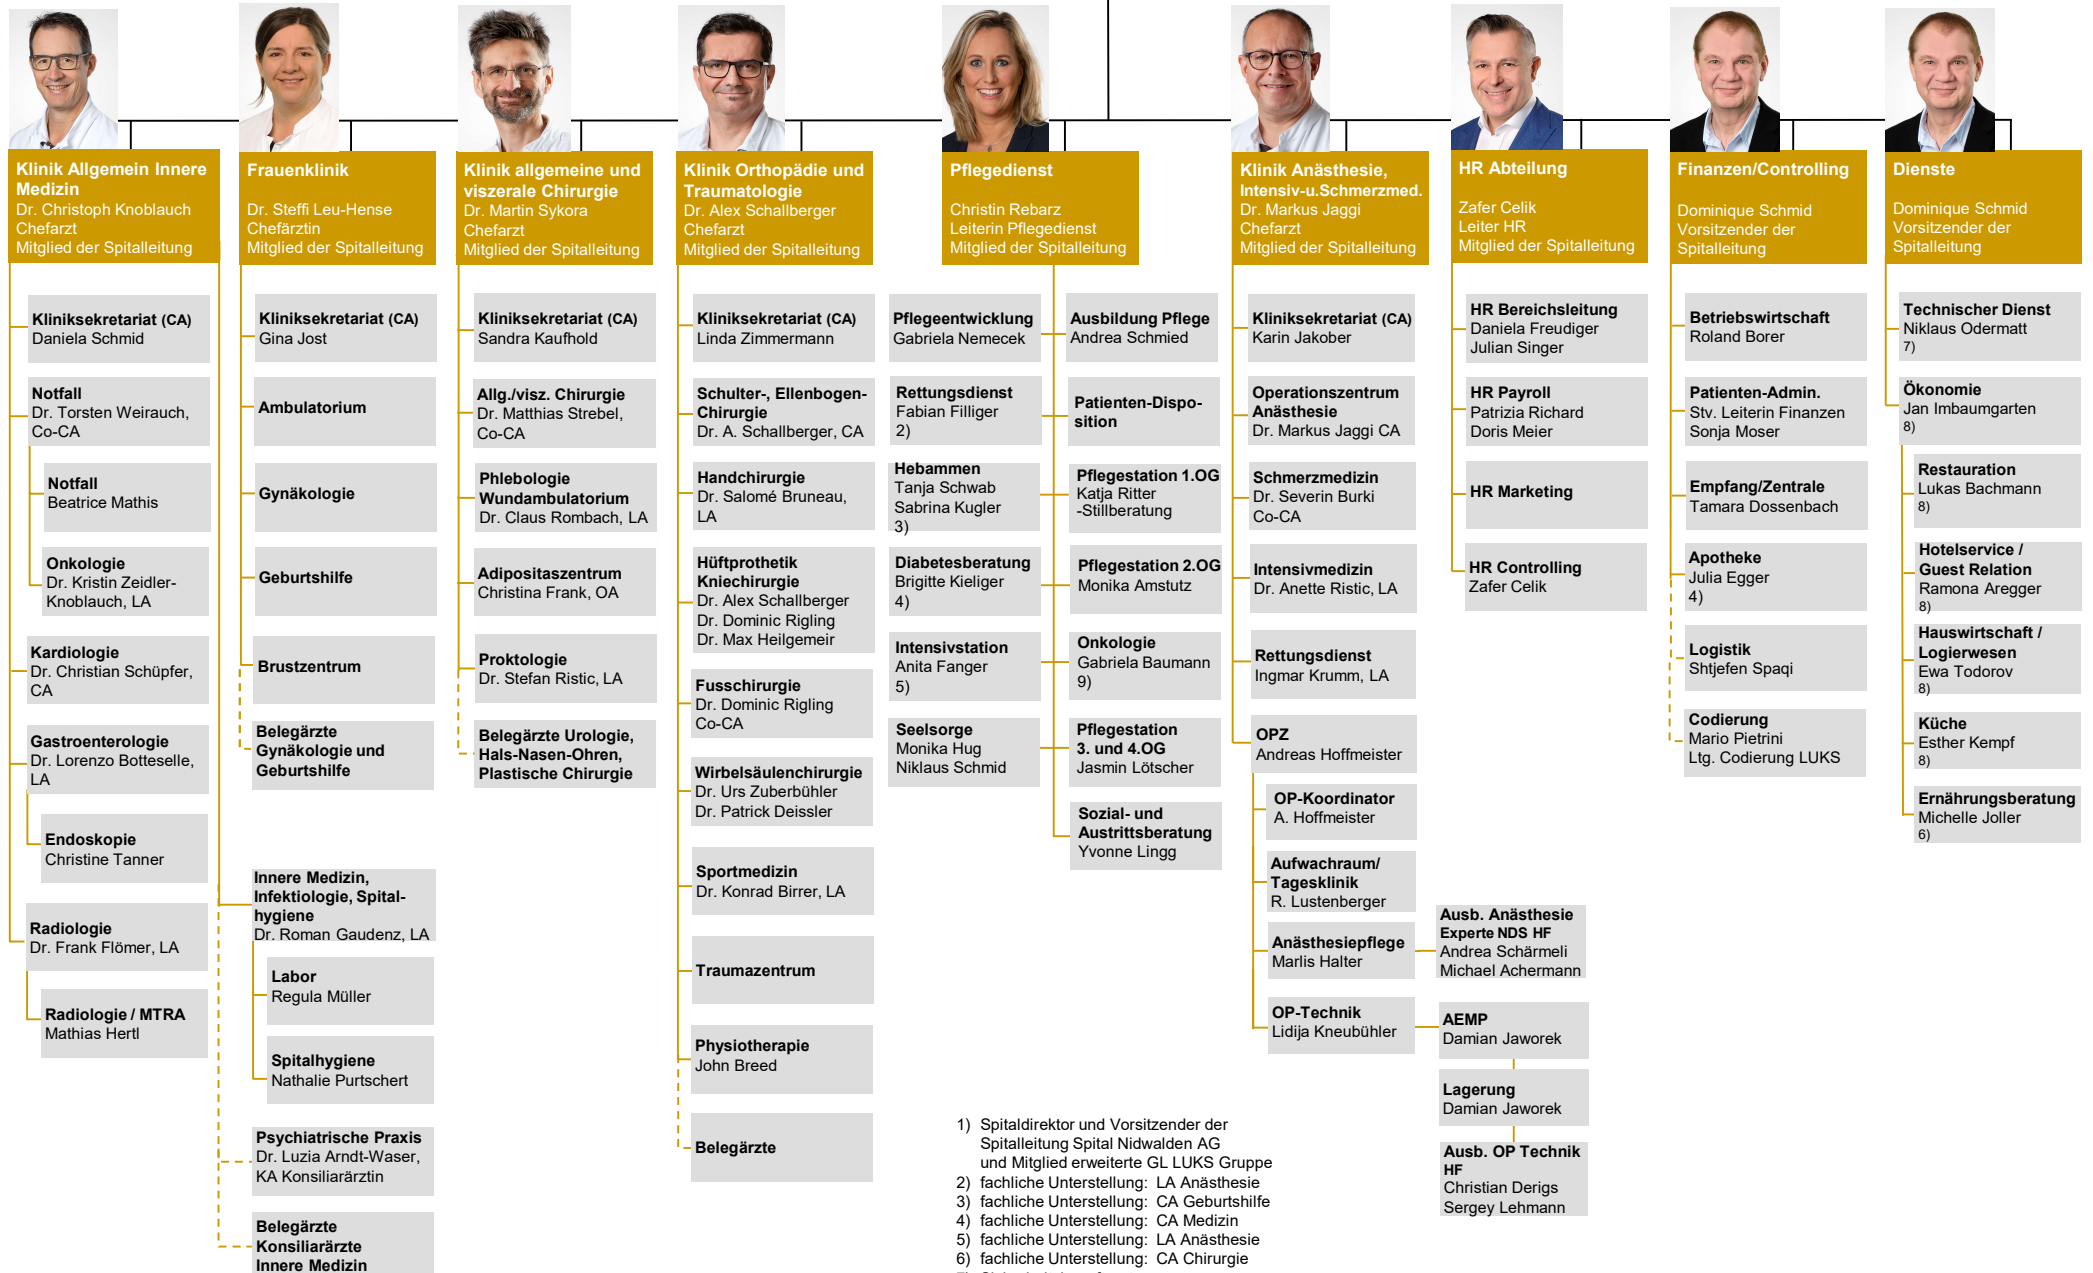 Klinik Allgemein Innere
Medizin
Dr. Christoph Knoblauch
Chefarzt
Mitglied der Spitalleitung
Kliniksekretariat (CA)
Daniela Schmid
Notfall
Dr. Torsten Weirauch,
Co-CA
Notfall
Beatrice Mathis
Onkologie
Dr. Kristin Zeidler-
Knoblauch, LA
Kardiologie
Dr. Christian Schüpfer,
CA
Gastroenterologie
Dr. Lorenzo Botteselle,
LA
Endoskopie
Christine Tanner
Radiologie
Dr. Frank Flömer, LA
Radiologie / MTRA
Mathias Hertl
Innere Medizin,
Infektiologie, Spital-
hygiene
Dr. Roman Gaudenz, LA
Labor
Regula Müller
Spitalhygiene
Nathalie Purtschert
Psychiatrische Praxis
Dr. Luzia Arndt-Waser,
KA Konsiliarärztin
Belegärzte
Konsiliarärzte
Innere Medizin
Frauenklinik
Dr. Steffi Leu-Hense
Chefärztin
Mitglied der Spitalleitung
Kliniksekretariat (CA)
Gina Jost
Ambulatorium
Gynäkologie
Geburtshilfe
Brustzentrum
Belegärzte
Gynäkologie und
Geburtshilfe
Klinik allgemeine und
viszerale Chirurgie
Dr. Martin Sykora
Chefarzt
Mitglied der Spitalleitung
Kliniksekretariat (CA)
Sandra Kaufhold
Allg./visz. Chirurgie
Dr. Matthias Strebel,
Co-CA
Phlebologie
Wundambulatorium
Dr. Claus Rombach, LA
Adipositaszentrum
Christina Frank, OA
Proktologie
Dr. Stefan Ristic, LA
Belegärzte Urologie,
Hals-Nasen-Ohren,
Plastische Chirurgie
Klinik Orthopädie und
Traumatologie
Dr. Alex Schallberger
Chefarzt
Mitglied der Spitalleitung
Kliniksekretariat (CA)
Linda Zimmermann
Schulter-, Ellenbogen-
Chirurgie
Dr. A. Schallberger, CA
Handchirurgie
Dr. Salomé Bruneau,
LA
Hüftprothetik
Kniechirurgie
Dr. Alex Schallberger
Dr. Dominic Rigling
Dr. Max Heilgemeir
Fusschirurgie
Dr. Dominic Rigling
Co-CA
Wirbelsäulenchirurgie
Dr. Urs Zuberbühler
Dr. Patrick Deissler
Sportmedizin
Dr. Konrad Birrer, LA
Traumazentrum
Physiotherapie
John Breed
Belegärzte
Pflegedienst
Christin Rebarz
Leiterin Pflegedienst
Mitglied der Spitalleitung
Pflegeentwicklung
Gabriela Nemecek
Rettungsdienst
Fabian Filliger
2)
Hebammen
Tanja Schwab
Sabrina Kugler
3)
Diabetesberatung
Brigitte Kieliger
4)
Intensivstation
Anita Fanger
5)
Seelsorge
Monika Hug
Niklaus Schmid
Ausbildung Pflege
Andrea Schmied
Patienten-Dispo-
sition
Pflegestation 1.OG
Katja Ritter
-Stillberatung
Pflegestation 2.OG
Monika Amstutz
Onkologie
Gabriela Baumann
9)
Pflegestation
3. und 4.OG
Jasmin Lötscher
Sozial- und
Austrittsberatung
Yvonne Lingg
Klinik Anästhesie,
Intensiv-u.Schmerzmed.
Dr. Markus Jaggi
Chefarzt
Mitglied der Spitalleitung
Kliniksekretariat (CA)
Karin Jakober
Operationszentrum
Anästhesie
Dr. Markus Jaggi CA
Schmerzmedizin
Dr. Severin Burki
Co-CA
Intensivmedizin
Dr. Anette Ristic, LA
Rettungsdienst
Ingmar Krumm, LA
OPZ
Andreas Hoffmeister
OP-Koordinator
A. Hoffmeister
Aufwachraum/
Tagesklinik
R. Lustenberger
Anästhesiepflege
Marlis Halter
OP-Technik
Lidija Kneubühler
Ausb. Anästhesie
Experte NDS HF
Andrea Schärmeli
Michael Achermann
AEMP
Damian Jaworek
Lagerung
Damian Jaworek
Ausb. OP Technik
HF
Christian Derigs
Sergey Lehmann
HR Abteilung
Zafer Celik
Leiter HR
Mitglied der Spitalleitung
HR Bereichsleitung
Daniela Freudiger
Julian Singer
HR Payroll
Patrizia Richard
Doris Meier
HR Marketing
HR Controlling
Zafer Celik
Finanzen/Controlling
Dominique Schmid
Vorsitzender der
Spitalleitung
Betriebswirtschaft
Roland Borer
Patienten-Admin.
Stv. Leiterin Finanzen
Sonja Moser
Empfang/Zentrale
Tamara Dossenbach
Apotheke
Julia Egger
4)
Logistik
Shtjefen Spaqi
Codierung
Mario Pietrini
Ltg. Codierung LUKS
Dienste
Dominique Schmid
Vorsitzender der
Spitalleitung
Technischer Dienst
Niklaus Odermatt
7)
Ökonomie
Jan Imbaumgarten
8)
Restauration
Lukas Bachmann
8)
Hotelservice /
Guest Relation
Ramona Aregger
8)
Hauswirtschaft /
Logierwesen
Ewa Todorov
8)
Küche
Esther Kempf
8)
Ernährungsberatung
Michelle Joller
6)
1) Spitaldirektor und Vorsitzender der
Spitalleitung Spital Nidwalden AG
und Mitglied erweiterte GL LUKS Gruppe
2) fachliche Unterstellung: LA Anästhesie
3) fachliche Unterstellung: CA Geburtshilfe
4) fachliche Unterstellung: CA Medizin
5) fachliche Unterstellung: LA Anästhesie
6) fachliche Unterstellung: CA Chirurgie